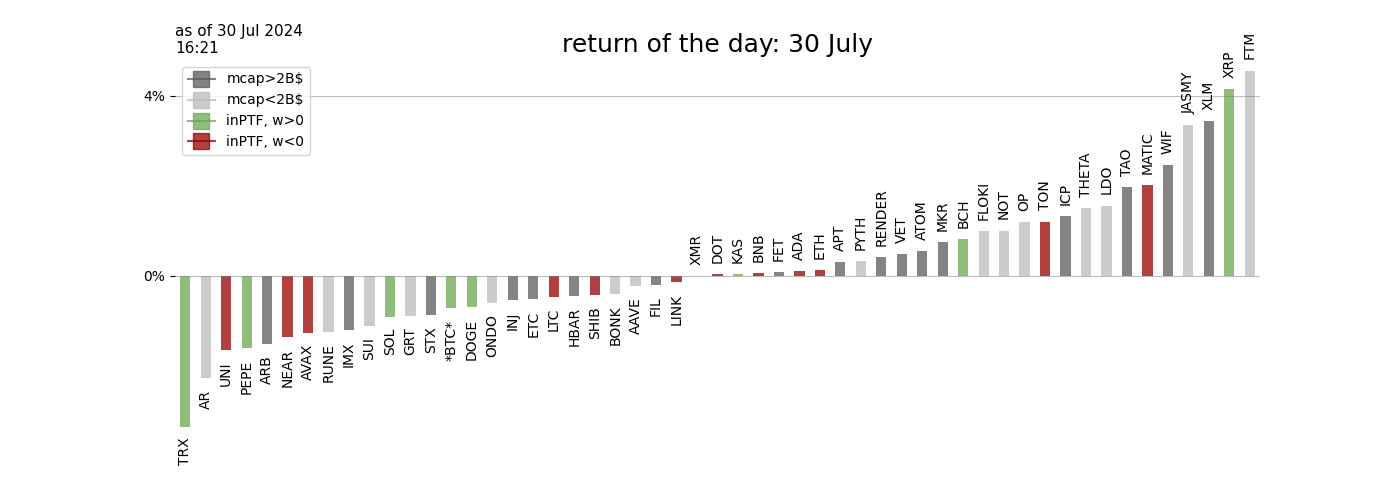 as of 30 Jul 2024
16:21
return of the day: 30 July
mcap>2B$
mcap<2B$
inPTF, w>0
inPTF, w<0
4%
0%
TRX
AR
UNI
PEPE
ARB
NEAR
AVAX
RUNE
IMX
SUI
SOL
GRT
STX
*BTC*
DOGE
ONDO
INJ
ETC
LTC
HBAR
SHIB
BONK
AAVE
FIL
LINK
XMR
DOT
KAS
BNB
FET
ADA
ETH
APT
PYTH
RENDER
VET
ATOM
MKR
BCH
FLOKI
NOT
OP
TON
ICP
THETA
LDO
TAO
MATIC
WIF
JASMY
XLM
XRP
FTM